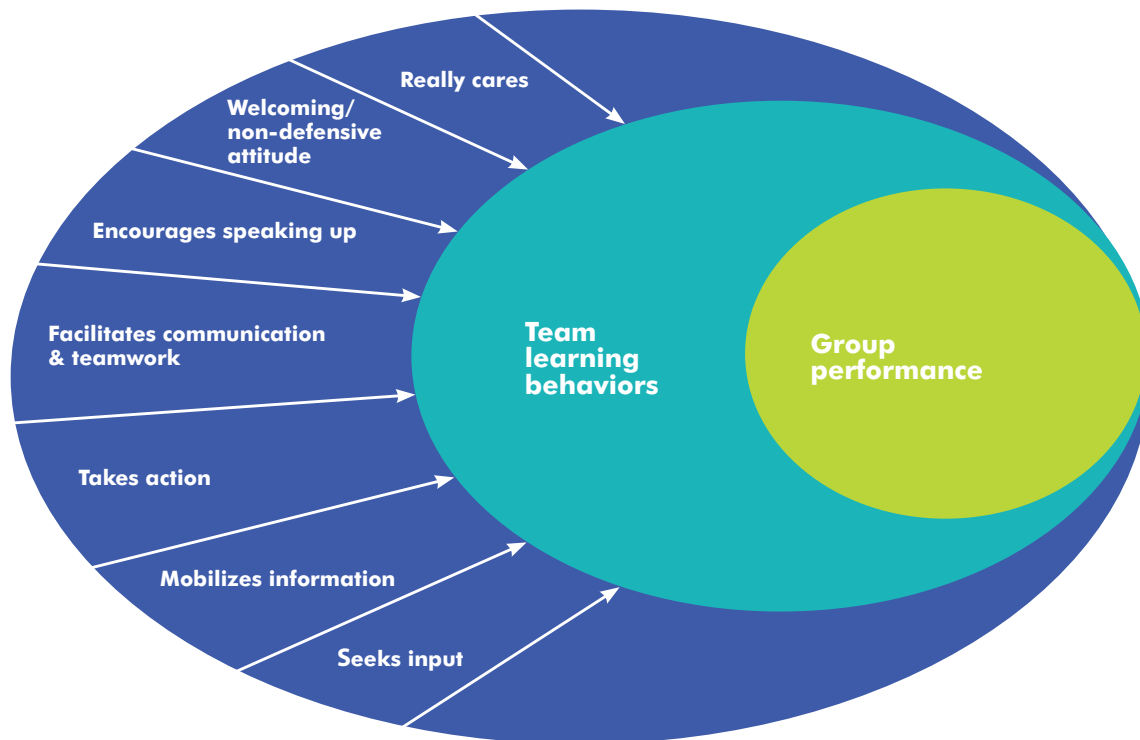 Really cares
Welcoming/
non-defensive
attitude
Encourages speaking up
Facilitates communication
& teamwork
Takes action
Mobilizes information
Seeks input
Team
learning
behaviors
Group
performance